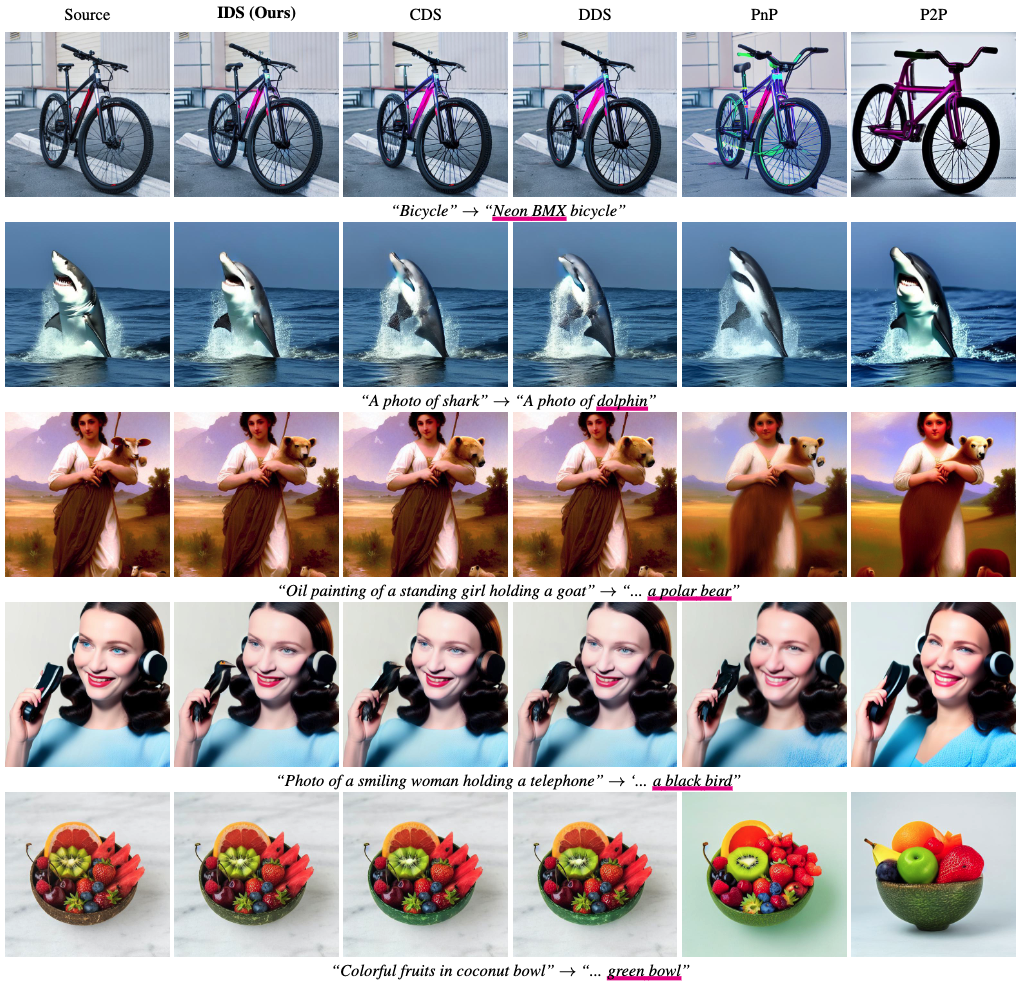 Source IDS (Ours) CDS DDS PnP P2P
“Bicycle” → “Neon BMX bicycle”
“A photo of shark” → “A photo of dolphin”
“Oil painting of a standing girl holding a goat” → “... a polar bear”
“Photo of a smiling woman holding a telephone” → ‘... a black bird”
“Colorful fruits in coconut bowl” → “... green bowl”